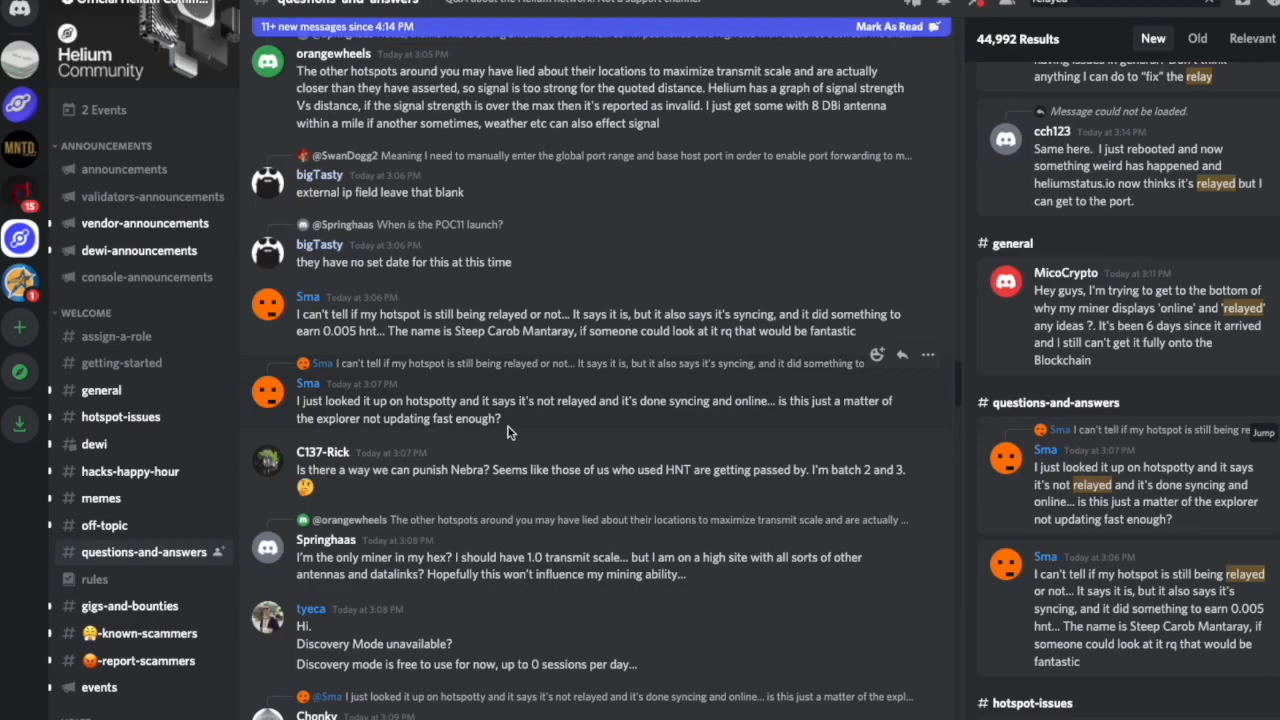 Official Helium Comm...
questions-and-answers
Q&A about the Helium Network. Not a support channel
relayed
Helium
Community
11+ new messages since 4:14 PM
Mark As Read
44,992 Results
New
Old
Relevant
2 Events
ANNOUNCEMENTS
announcements
validators-announcements
vendor-announcements
dewi-announcements
console-announcements
WELCOME
assign-a-role
getting-started
general
hotspot-issues
dewi
hacks-happy-hour
memes
off-topic
questions-and-answers
rules
gigs-and-bounties
😤-known-scammers
😡-report-scammers
events
MNTD.
15
1
orangewheels Today at 3:05 PM
The other hotspots around you may have lied about their locations to maximize transmit scale and are actually
closer than they have asserted, so signal is too strong for the quoted distance. Helium has a graph of signal strength
Vs distance, if the signal strength is over the max then it's reported as invalid. I just get some with 8 DBi antenna
within a mile if another sometimes, weather etc can also effect signal
@SwanDogg2 Meaning I need to manually enter the global port range and base host port in order to enable port forwarding to m...
bigTasty Today at 3:06 PM
external ip field leave that blank
@Springhaas When is the POC11 launch?
bigTasty Today at 3:06 PM
they have no set date for this at this time
Sma Today at 3:06 PM
I can't tell if my hotspot is still being relayed or not... It says it is, but it also says it's syncing, and it did something to
earn 0.005 hnt... The name is Steep Carob Mantaray, if someone could look at it rq that would be fantastic
Sma I can't tell if my hotspot is still being relayed or not... It says it is, but it also says it's syncing, and it did something to
Sma Today at 3:07 PM
I just looked it up on hotspotty and it says it's not relayed and it's done syncing and online... is this just a matter of
the explorer not updating fast enough?
C137-Rick Today at 3:07 PM
Is there a way we can punish Nebra? Seems like those of us who used HNT are getting passed by. I'm batch 2 and 3.
🤔
@orangewheels The other hotspots around you may have lied about their locations to maximize transmit scale and are actually ...
Springhaas Today at 3:08 PM
I'm the only miner in my hex? I should have 1.0 transmit scale... but I am on a high site with all sorts of other
antennas and datalinks? Hopefully this won't influence my mining ability...
tyeca Today at 3:08 PM
Hi.
Discovery Mode unavailable?
Discovery mode is free to use for now, up to 0 sessions per day...
@Sma I just looked it up on hotspotty and it says it's not relayed and it's done syncing and online... is this just a matter of the expl...
Chonky Today at 3:09 PM
having issues in general? Don't think
anything I can do to "fix" the relay
Message could not be loaded.
cch123 Today at 3:14 PM
Same here. I just rebooted and now
something weird has happened and
heliumstatus.io now thinks it's relayed but I
can get to the port.
# general
MicoCrypto Today at 3:11 PM
Hey guys, I'm trying to get to the bottom of
why my miner displays 'online' and 'relayed'
any ideas ?. It's been 6 days since it arrived
and I still can't get it fully onto the
Blockchain
# questions-and-answers
Sma I can't tell if my hotspot is still being re
Jump
Sma Today at 3:07 PM
I just looked it up on hotspotty and it says
it's not relayed and it's done syncing and
online... is this just a matter of the explorer
not updating fast enough?
Sma Today at 3:06 PM
I can't tell if my hotspot is still being relayed
or not... It says it is, but it also says it's
syncing, and it did something to earn 0.005
hnt... The name is Steep Carob Mantaray, if
someone could look at it rq that would be
fantastic
# hotspot-issues